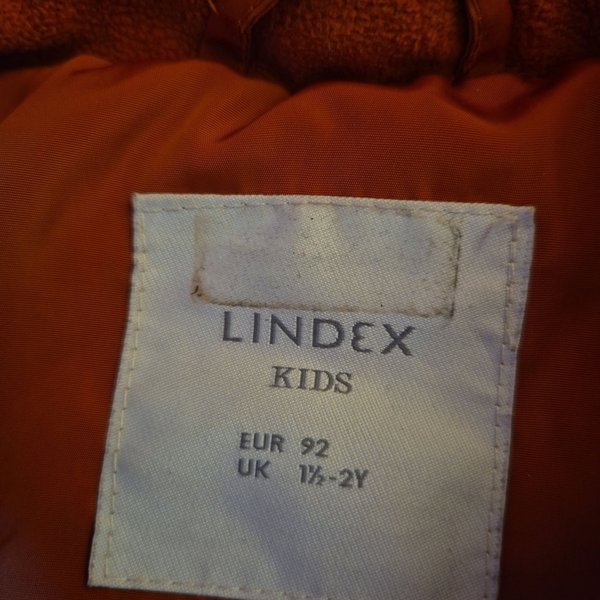 LINDEX
KIDS
EUR 92
UK 1½-2Y